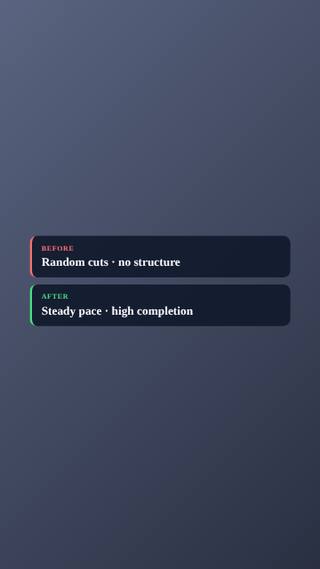 BEFORE
Random cuts · no structure
AFTER
Steady pace · high completion